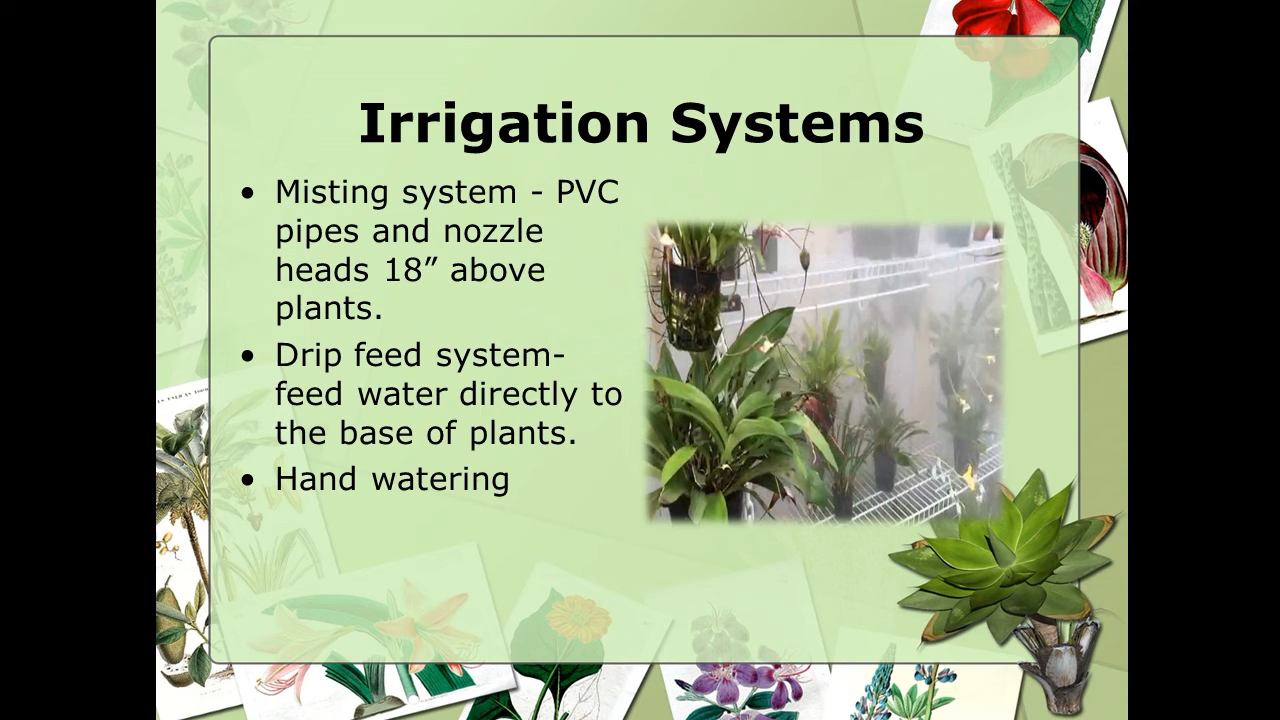 Irrigation Systems
• Misting system - PVC
pipes and nozzle
heads 18” above
plants.
• Drip feed system-
feed water directly to
the base of plants.
• Hand watering